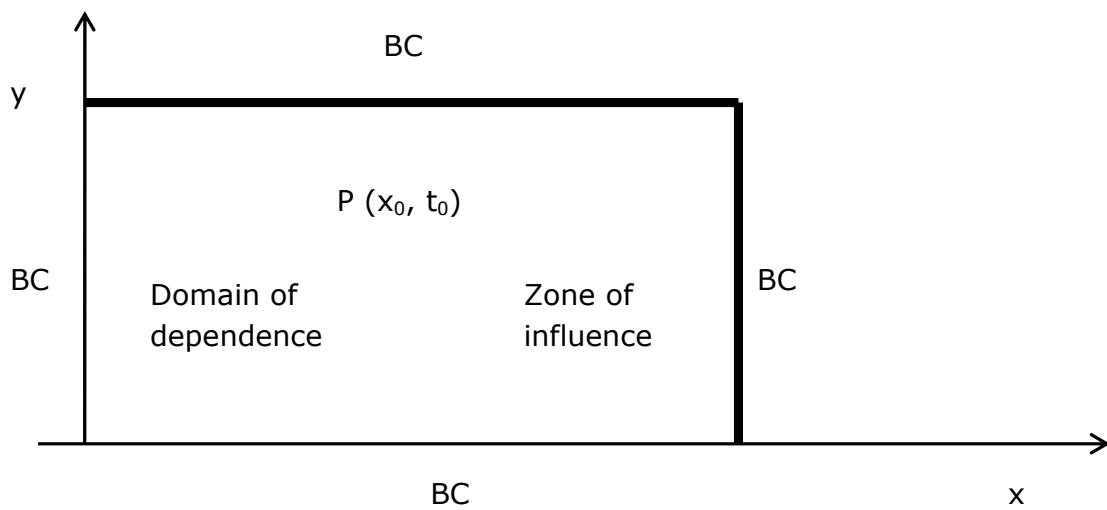 BC
y
P (x₀, t₀)
BC
BC
Domain of
dependence
Zone of
influence
BC
x